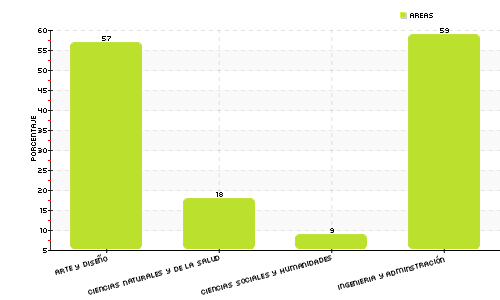 AREAS
PORCENTAJE
60
55
50
45
40
35
30
25
20
15
10
5
57
18
9
59
ARTE Y DISEÑO
CIENCIAS NATURALES Y DE LA SALUD
CIENCIAS SOCIALES Y HUMANIDADES
INGENIERIA Y ADMINSTRACIÓN